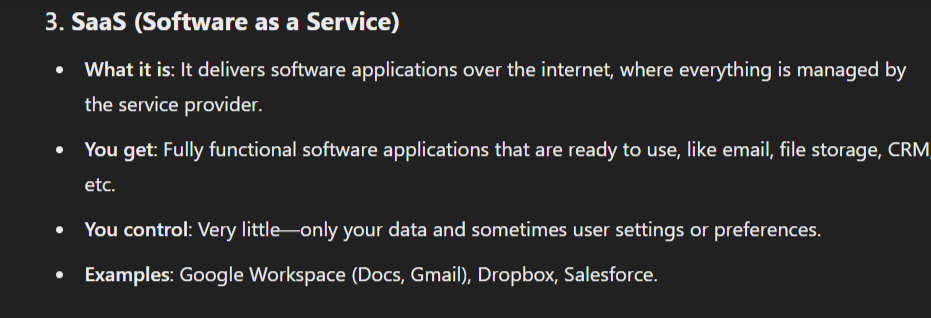 3. SaaS (Software as a Service)
• What it is: It delivers software applications over the internet, where everything is managed by
the service provider.
• You get: Fully functional software applications that are ready to use, like email, file storage, CRM,
etc.
• You control: Very little—only your data and sometimes user settings or preferences.
• Examples: Google Workspace (Docs, Gmail), Dropbox, Salesforce.